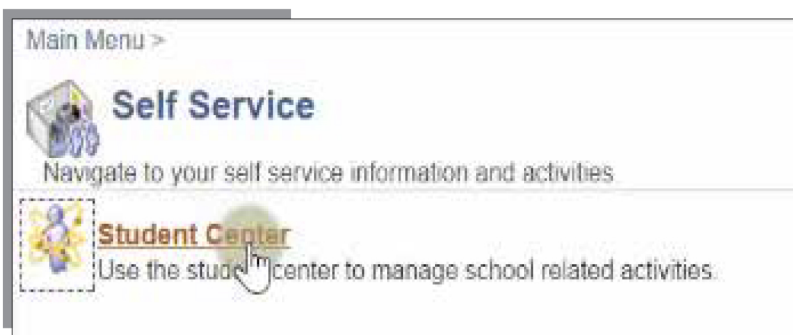 Main Menu >
Self Service
Navigate to your self service information and activities
Student Center
Use the student center to manage school related activities.